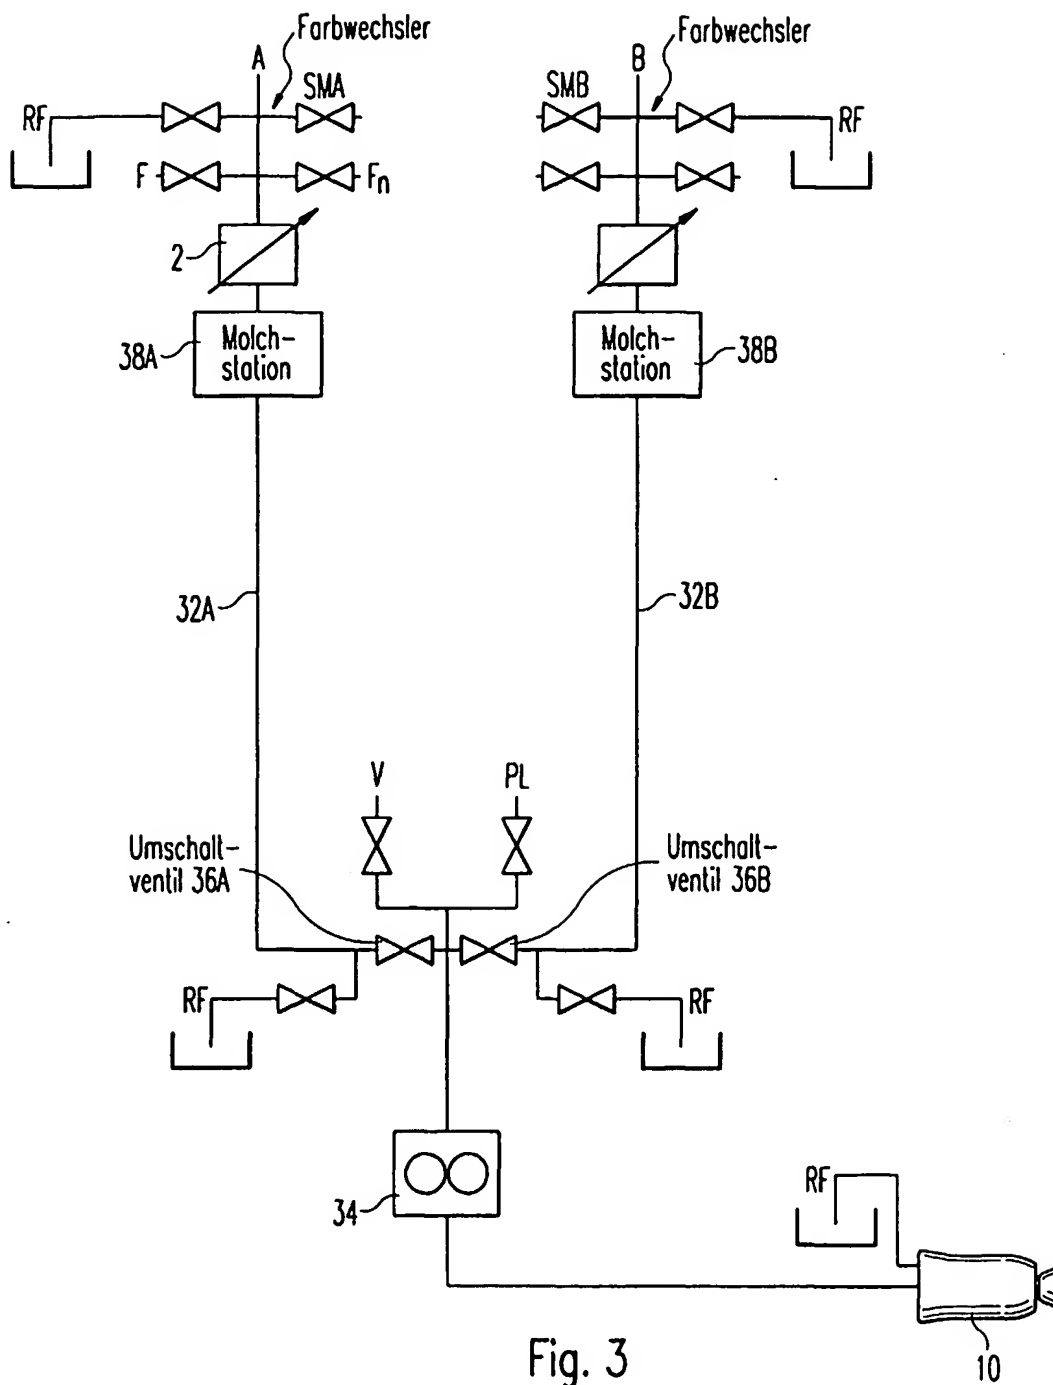 Farbwechsler
Farbwechsler
A
B
SMA
SMB
RF
RF
F
Fn
2
Molch-
station
38A
Molch-
station
38B
32A
32B
V
PL
Umschalt-
ventil 36A
Umschalt-
ventil 36B
RF
RF
34
RF
10
Fig. 3